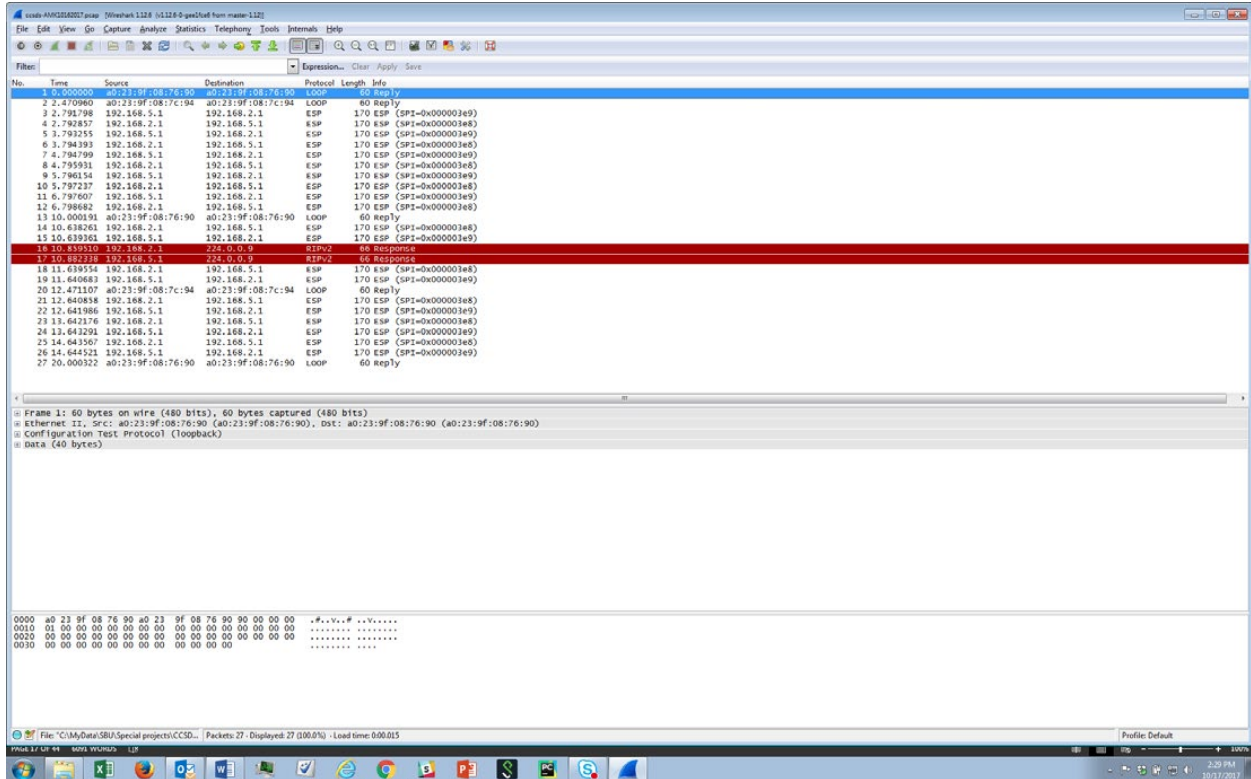 ccsds-AMK10162017.pcap [Wireshark 1.12.6 (v1.12.6-0-gee1fce6 from master-1.12)]
File Edit View Go Capture Analyze Statistics Telephony Tools Internals Help
Filter: Expression... Clear Apply Save
No. Time Source Destination Protocol Length Info
1 0.000000 a0:23:9f:08:76:90 a0:23:9f:08:76:90 LOOP 60 Reply
2 2.470960 a0:23:9f:08:7c:94 a0:23:9f:08:7c:94 LOOP 60 Reply
3 2.791798 192.168.5.1 192.168.2.1 ESP 170 ESP (SPI=0x000003e9)
4 2.792857 192.168.2.1 192.168.5.1 ESP 170 ESP (SPI=0x000003e8)
5 3.793255 192.168.5.1 192.168.2.1 ESP 170 ESP (SPI=0x000003e9)
6 3.794393 192.168.2.1 192.168.5.1 ESP 170 ESP (SPI=0x000003e8)
7 4.794799 192.168.5.1 192.168.2.1 ESP 170 ESP (SPI=0x000003e9)
8 4.795931 192.168.2.1 192.168.5.1 ESP 170 ESP (SPI=0x000003e8)
9 5.796154 192.168.5.1 192.168.2.1 ESP 170 ESP (SPI=0x000003e9)
10 5.797237 192.168.2.1 192.168.5.1 ESP 170 ESP (SPI=0x000003e8)
11 6.797607 192.168.5.1 192.168.2.1 ESP 170 ESP (SPI=0x000003e9)
12 6.798682 192.168.2.1 192.168.5.1 ESP 170 ESP (SPI=0x000003e8)
13 10.000191 a0:23:9f:08:76:90 a0:23:9f:08:76:90 LOOP 60 Reply
14 10.638261 192.168.2.1 192.168.5.1 ESP 170 ESP (SPI=0x000003e8)
15 10.639361 192.168.5.1 192.168.2.1 ESP 170 ESP (SPI=0x000003e9)
16 10.859510 192.168.2.1 224.0.0.9 RIPv2 66 Response
17 10.882338 192.168.2.1 224.0.0.9 RIPv2 66 Response
18 11.639554 192.168.2.1 192.168.5.1 ESP 170 ESP (SPI=0x000003e8)
19 11.640683 192.168.5.1 192.168.2.1 ESP 170 ESP (SPI=0x000003e9)
20 12.471107 a0:23:9f:08:7c:94 a0:23:9f:08:7c:94 LOOP 60 Reply
21 12.640858 192.168.2.1 192.168.5.1 ESP 170 ESP (SPI=0x000003e8)
22 12.641986 192.168.5.1 192.168.2.1 ESP 170 ESP (SPI=0x000003e9)
23 13.642176 192.168.2.1 192.168.5.1 ESP 170 ESP (SPI=0x000003e8)
24 13.643291 192.168.5.1 192.168.2.1 ESP 170 ESP (SPI=0x000003e9)
25 14.643567 192.168.2.1 192.168.5.1 ESP 170 ESP (SPI=0x000003e8)
26 14.644521 192.168.5.1 192.168.2.1 ESP 170 ESP (SPI=0x000003e9)
27 20.000322 a0:23:9f:08:76:90 a0:23:9f:08:76:90 LOOP 60 Reply
Frame 1: 60 bytes on wire (480 bits), 60 bytes captured (480 bits)
Ethernet II, Src: a0:23:9f:08:76:90 (a0:23:9f:08:76:90), Dst: a0:23:9f:08:76:90 (a0:23:9f:08:76:90)
Configuration Test Protocol (loopback)
Data (40 bytes)
0000 a0 23 9f 08 76 90 a0 23 9f 08 76 90 90 00 00 00 .#..v..# ..v.....
0010 01 00 00 00 00 00 00 00 00 00 00 00 00 00 00 00 ........ ........
0020 00 00 00 00 00 00 00 00 00 00 00 00 00 00 00 00 ........ ........
0030 00 00 00 00 00 00 00 00 00 00 00 00 ........ ....
File: "C:\MyData\SBU\Special projects\CCSD... Packets: 27 · Displayed: 27 (100.0%) · Load time: 0:00.015 Profile: Default
PAGE 17 OF 44 6091 WORDS 100%
2:29 PM
10/17/2017